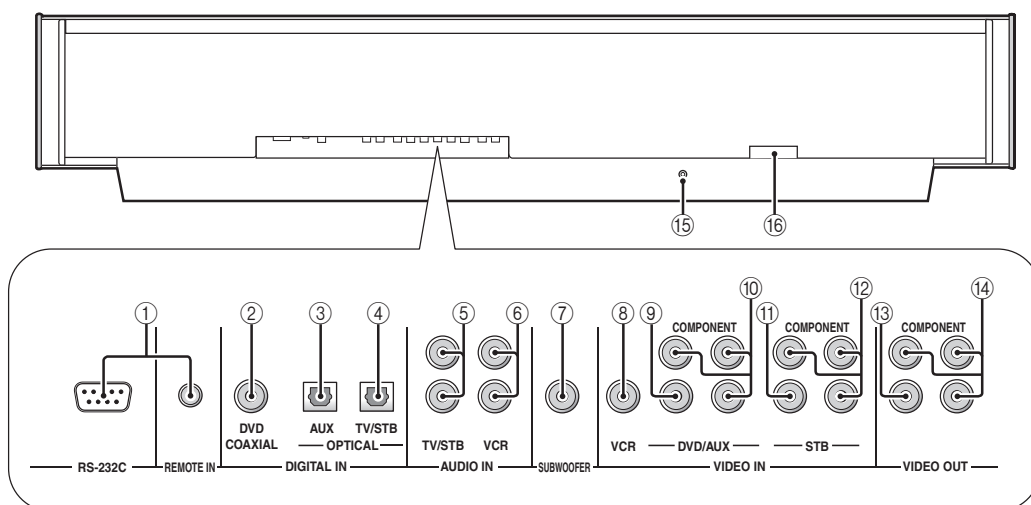 ⑮ ⑯
① ② ③ ④ ⑤ ⑥ ⑦ ⑧ ⑨ ⑩ ⑪ ⑫ ⑬ ⑭
COMPONENT COMPONENT COMPONENT
DVD AUX TV/STB
COAXIAL OPTICAL TV/STB VCR VCR DVD/AUX STB
RS-232C REMOTE IN DIGITAL IN AUDIO IN SUBWOOFER VIDEO IN VIDEO OUT